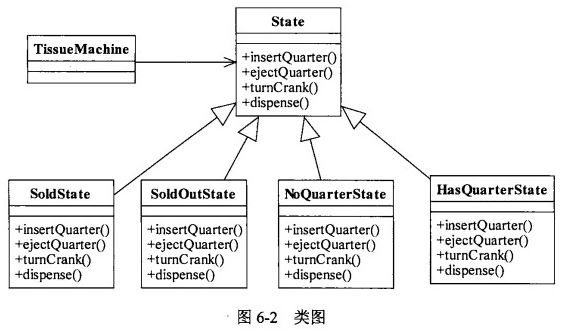 State
+insertQuarter()
+ejectQuarter()
+turnCrank()
+dispense()
TissueMachine
SoldState
+insertQuarter()
+ejectQuarter()
+turnCrank()
+dispense()
SoldOutState
+insertQuarter()
+ejectQuarter()
+turnCrank()
+dispense()
NoQuarterState
+insertQuarter()
+ejectQuarter()
+turnCrank()
+dispense()
HasQuarterState
+insertQuarter()
+ejectQuarter()
+turnCrank()
+dispense()
图 6-2 类图